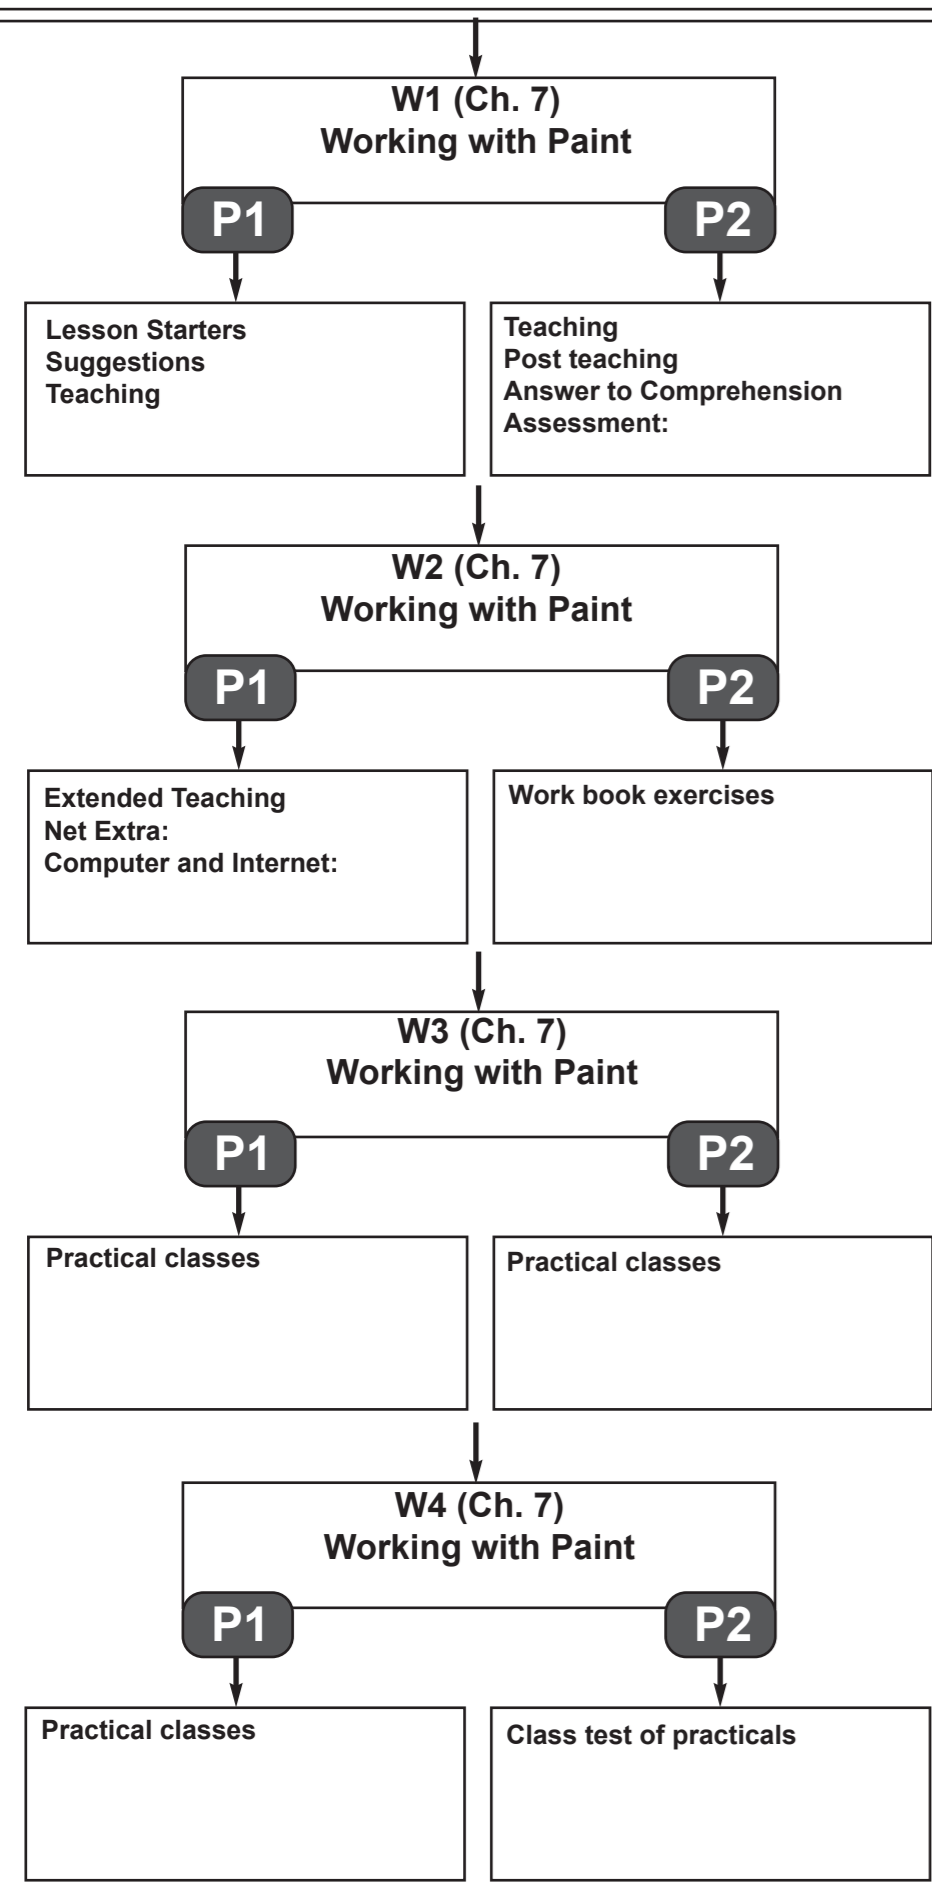 W1 (Ch. 7)
Working with Paint
P1
P2
Lesson Starters
Suggestions
Teaching
Teaching
Post teaching
Answer to Comprehension
Assessment:
W2 (Ch. 7)
Working with Paint
P1
P2
Extended Teaching
Net Extra:
Computer and Internet:
Work book exercises
W3 (Ch. 7)
Working with Paint
P1
P2
Practical classes
Practical classes
W4 (Ch. 7)
Working with Paint
P1
P2
Practical classes
Class test of practicals